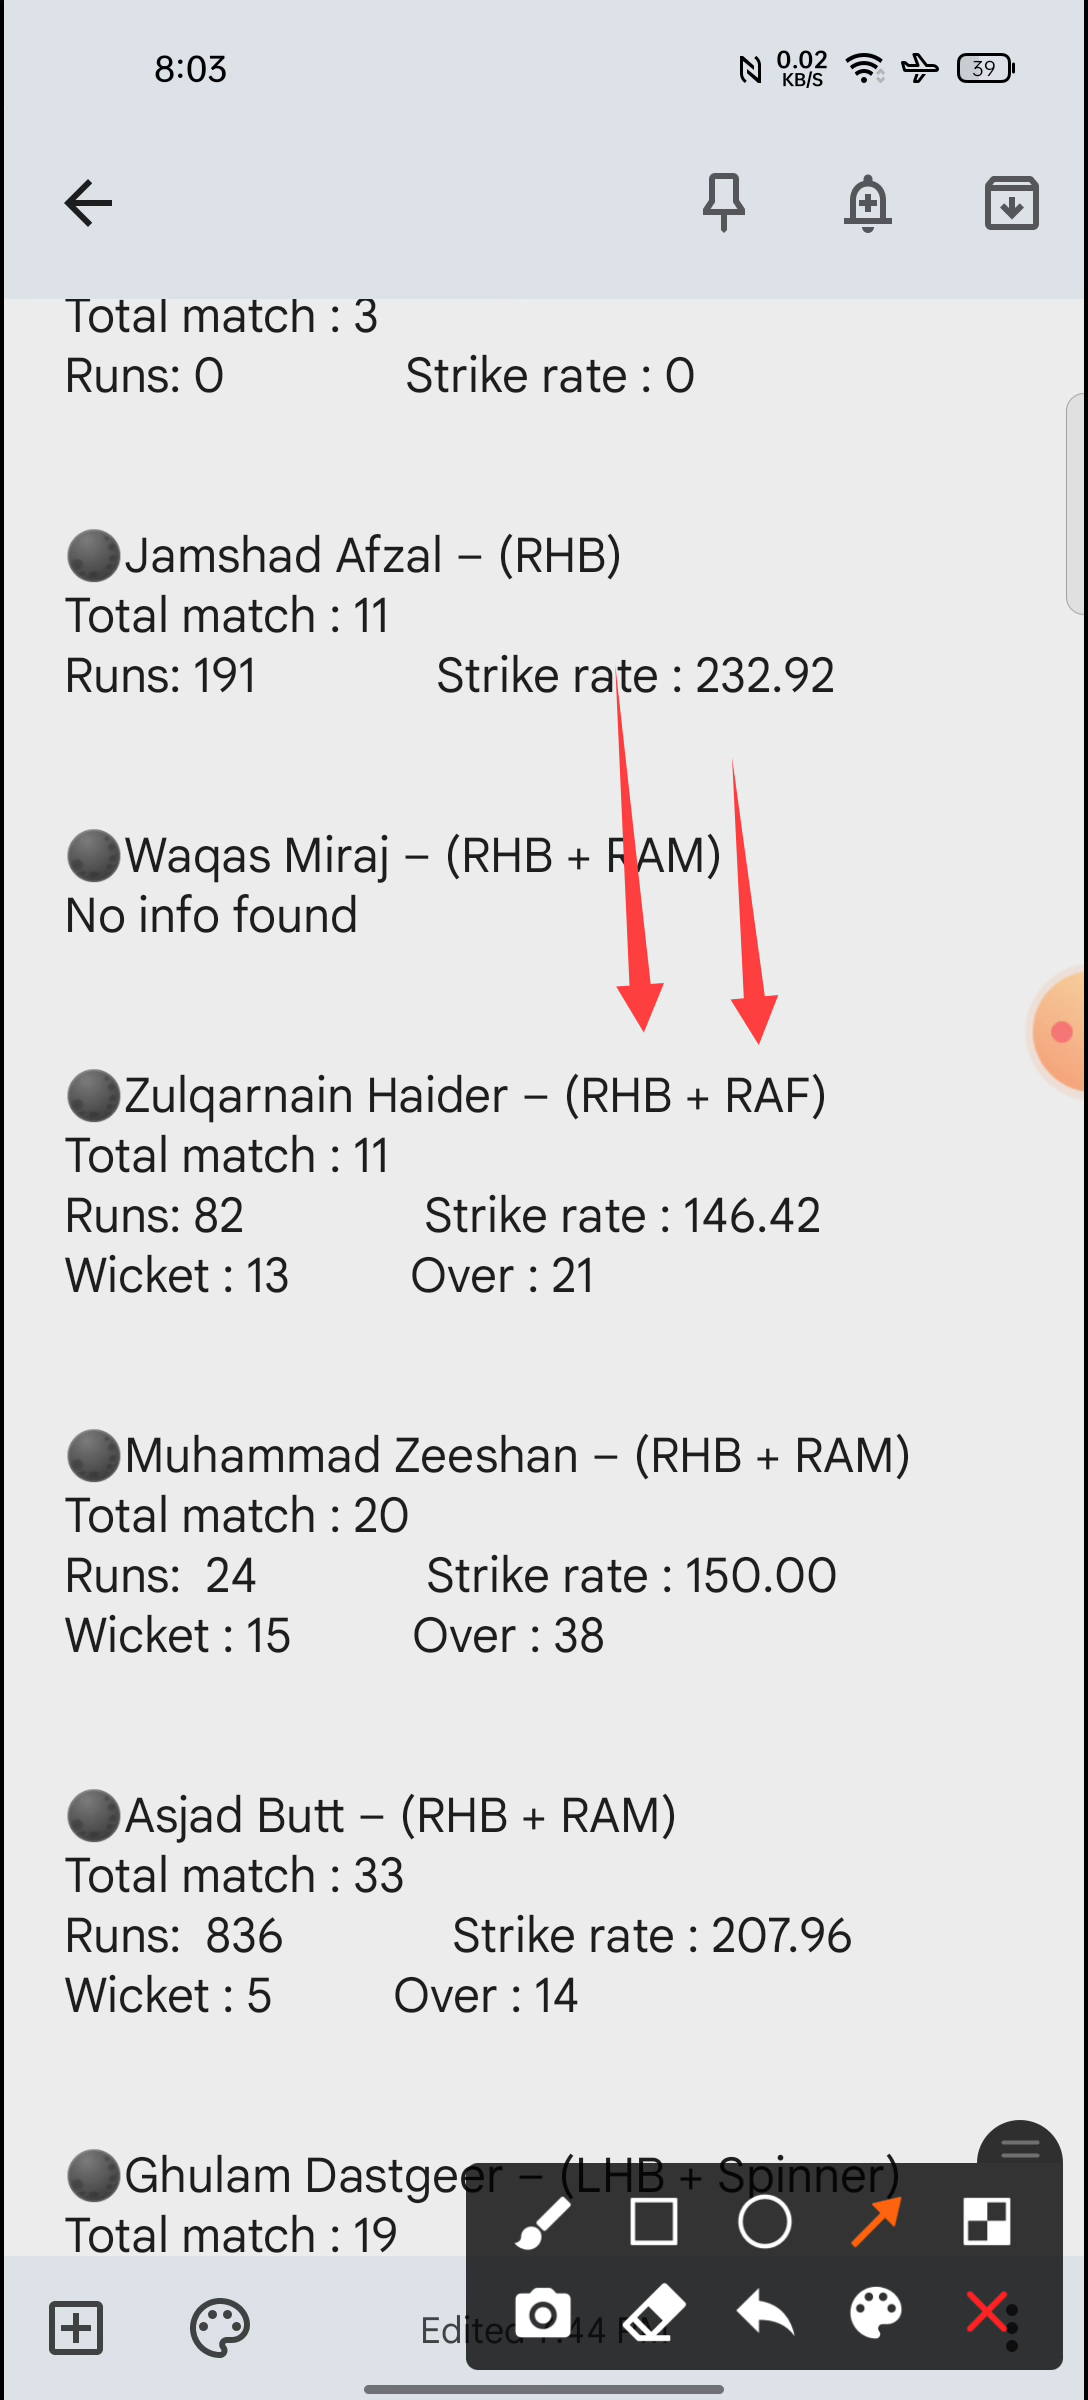 8:03
0.02
KB/S
39
Total match : 3
Runs: 0 Strike rate : 0
Jamshad Afzal – (RHB)
Total match : 11
Runs: 191 Strike rate : 232.92
Waqas Miraj – (RHB + RAM)
No info found
Zulqarnain Haider – (RHB + RAF)
Total match : 11
Runs: 82 Strike rate : 146.42
Wicket : 13 Over : 21
Muhammad Zeeshan – (RHB + RAM)
Total match : 20
Runs: 24 Strike rate : 150.00
Wicket : 15 Over : 38
Asjad Butt – (RHB + RAM)
Total match : 33
Runs: 836 Strike rate : 207.96
Wicket : 5 Over : 14
Ghulam Dastgeer – (LHB + Spinner)
Total match : 19
Edited